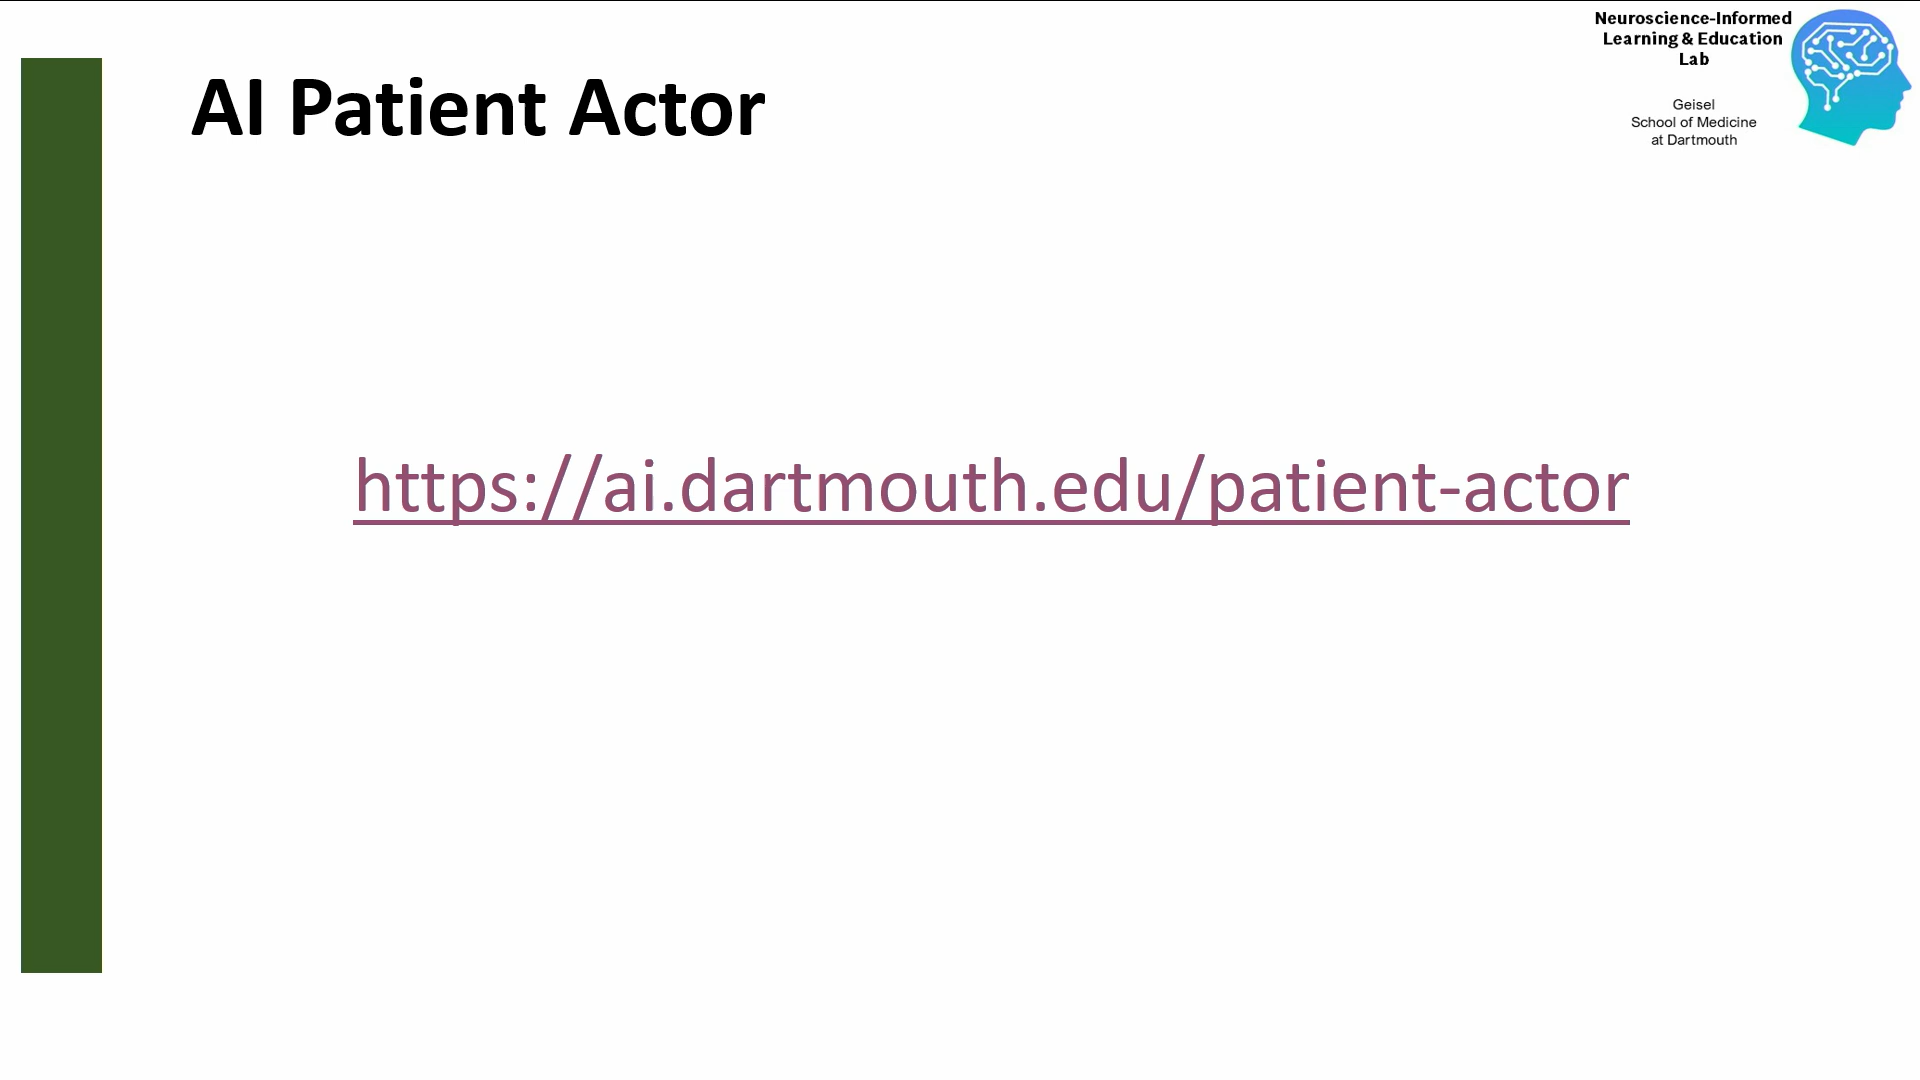 AI Patient Actor
Neuroscience-Informed
Learning & Education
Lab
Geisel
School of Medicine
at Dartmouth
https://ai.dartmouth.edu/patient-actor